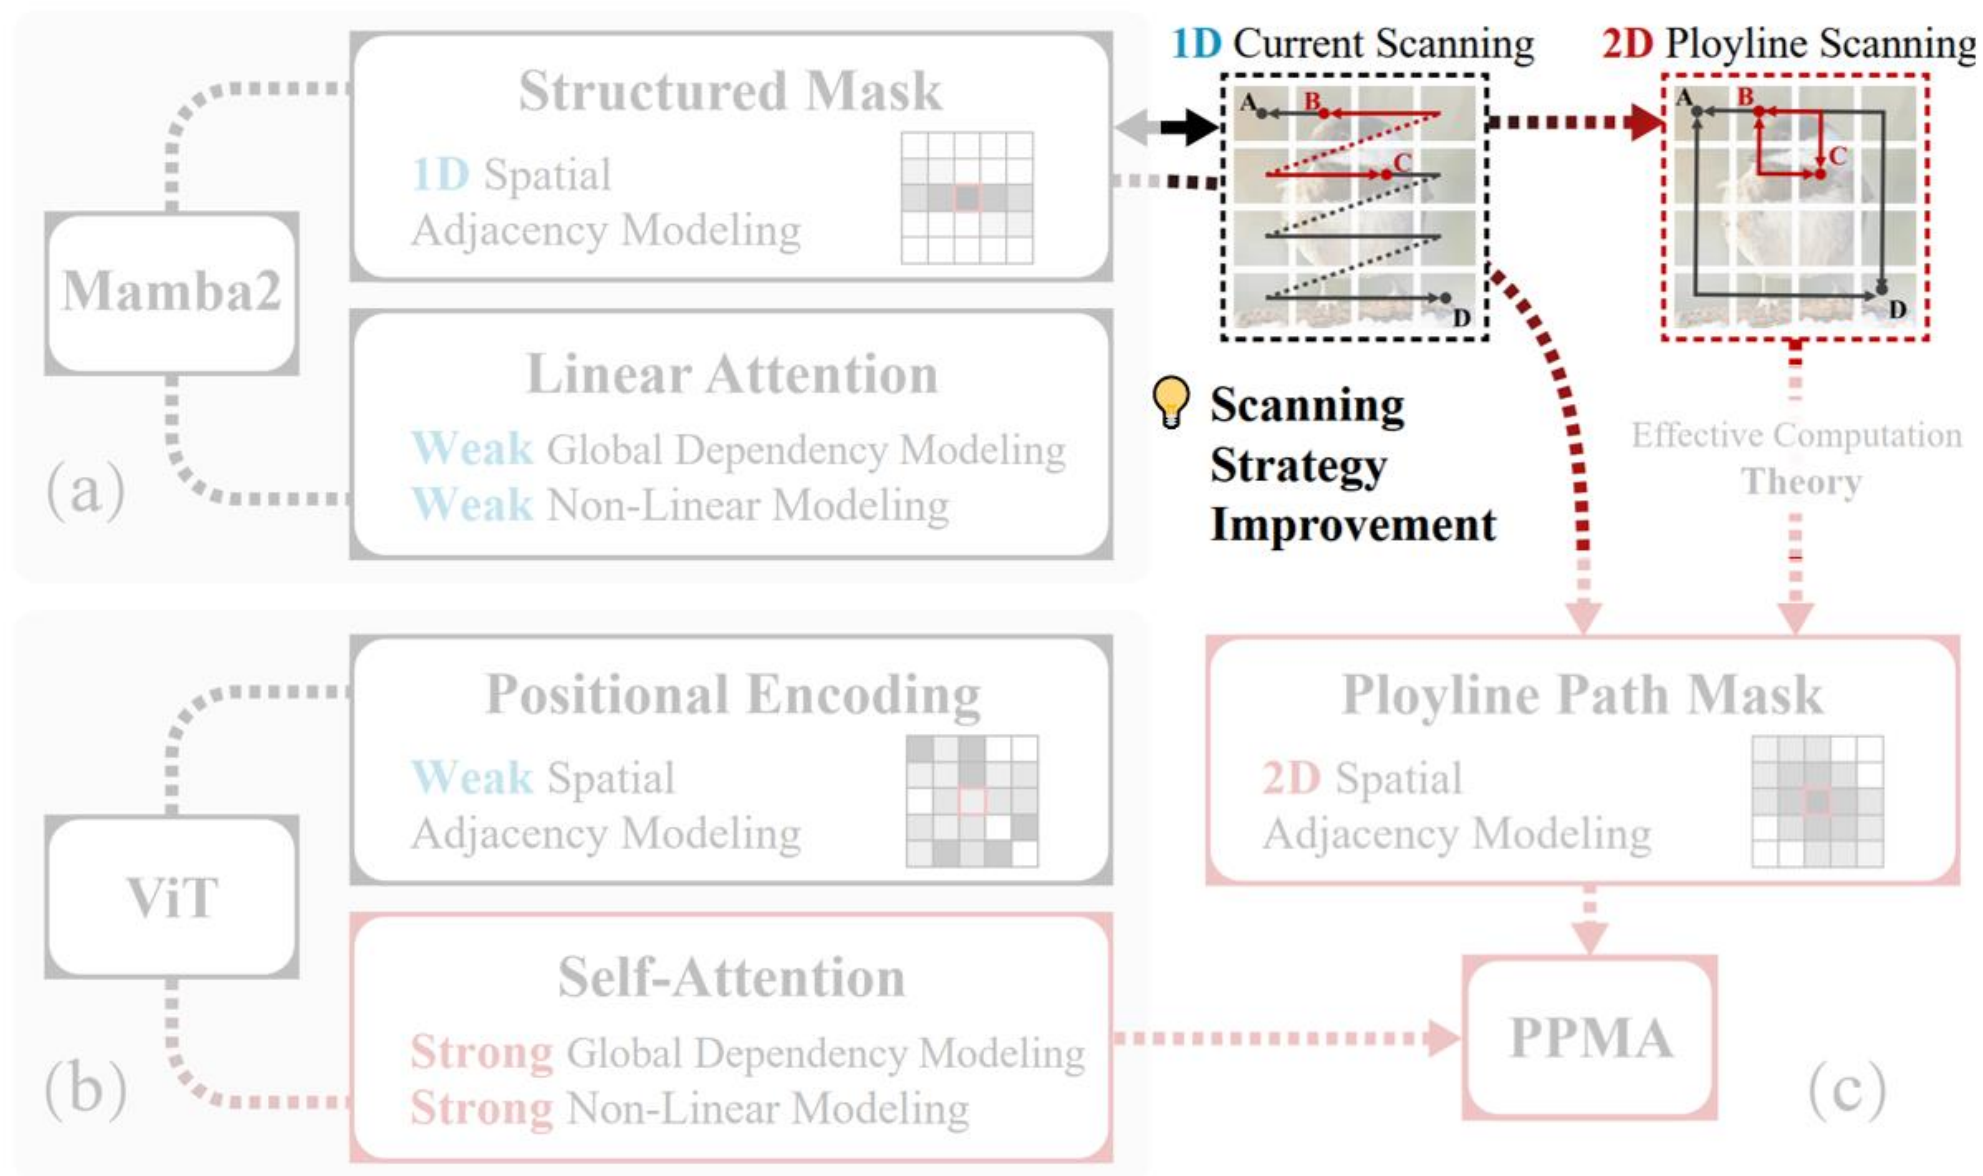 Structured Mask
1D Spatial
Adjacency Modeling
Mamba2
Linear Attention
Weak Global Dependency Modeling
Weak Non-Linear Modeling
(a)
1D Current Scanning
A
B
C
D
2D Ployline Scanning
A
B
C
D
Scanning
Strategy
Improvement
Effective Computation
Theory
Positional Encoding
Weak Spatial
Adjacency Modeling
ViT
Self-Attention
Strong Global Dependency Modeling
Strong Non-Linear Modeling
(b)
Ployline Path Mask
2D Spatial
Adjacency Modeling
PPMA
(c)